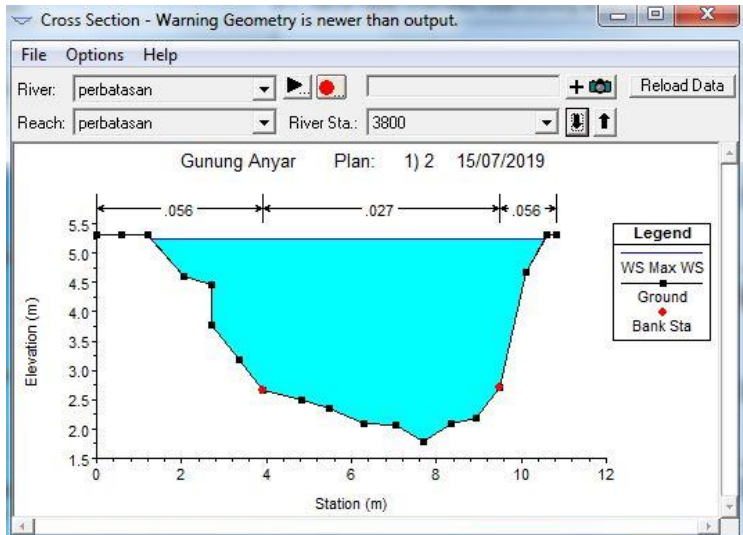 Cross Section - Warning Geometry is newer than output.
File Options Help
River: perbatasan
Reload Data
Reach: perbatasan River Sta.: 3800
Gunung Anyar Plan: 1) 2 15/07/2019
.056 .027 .056
5.5
5.0
4.5
4.0
3.5
3.0
2.5
2.0
1.5
Elevation (m)
0 2 4 6 8 10 12
Station (m)
Legend
WS Max WS
Ground
Bank Sta